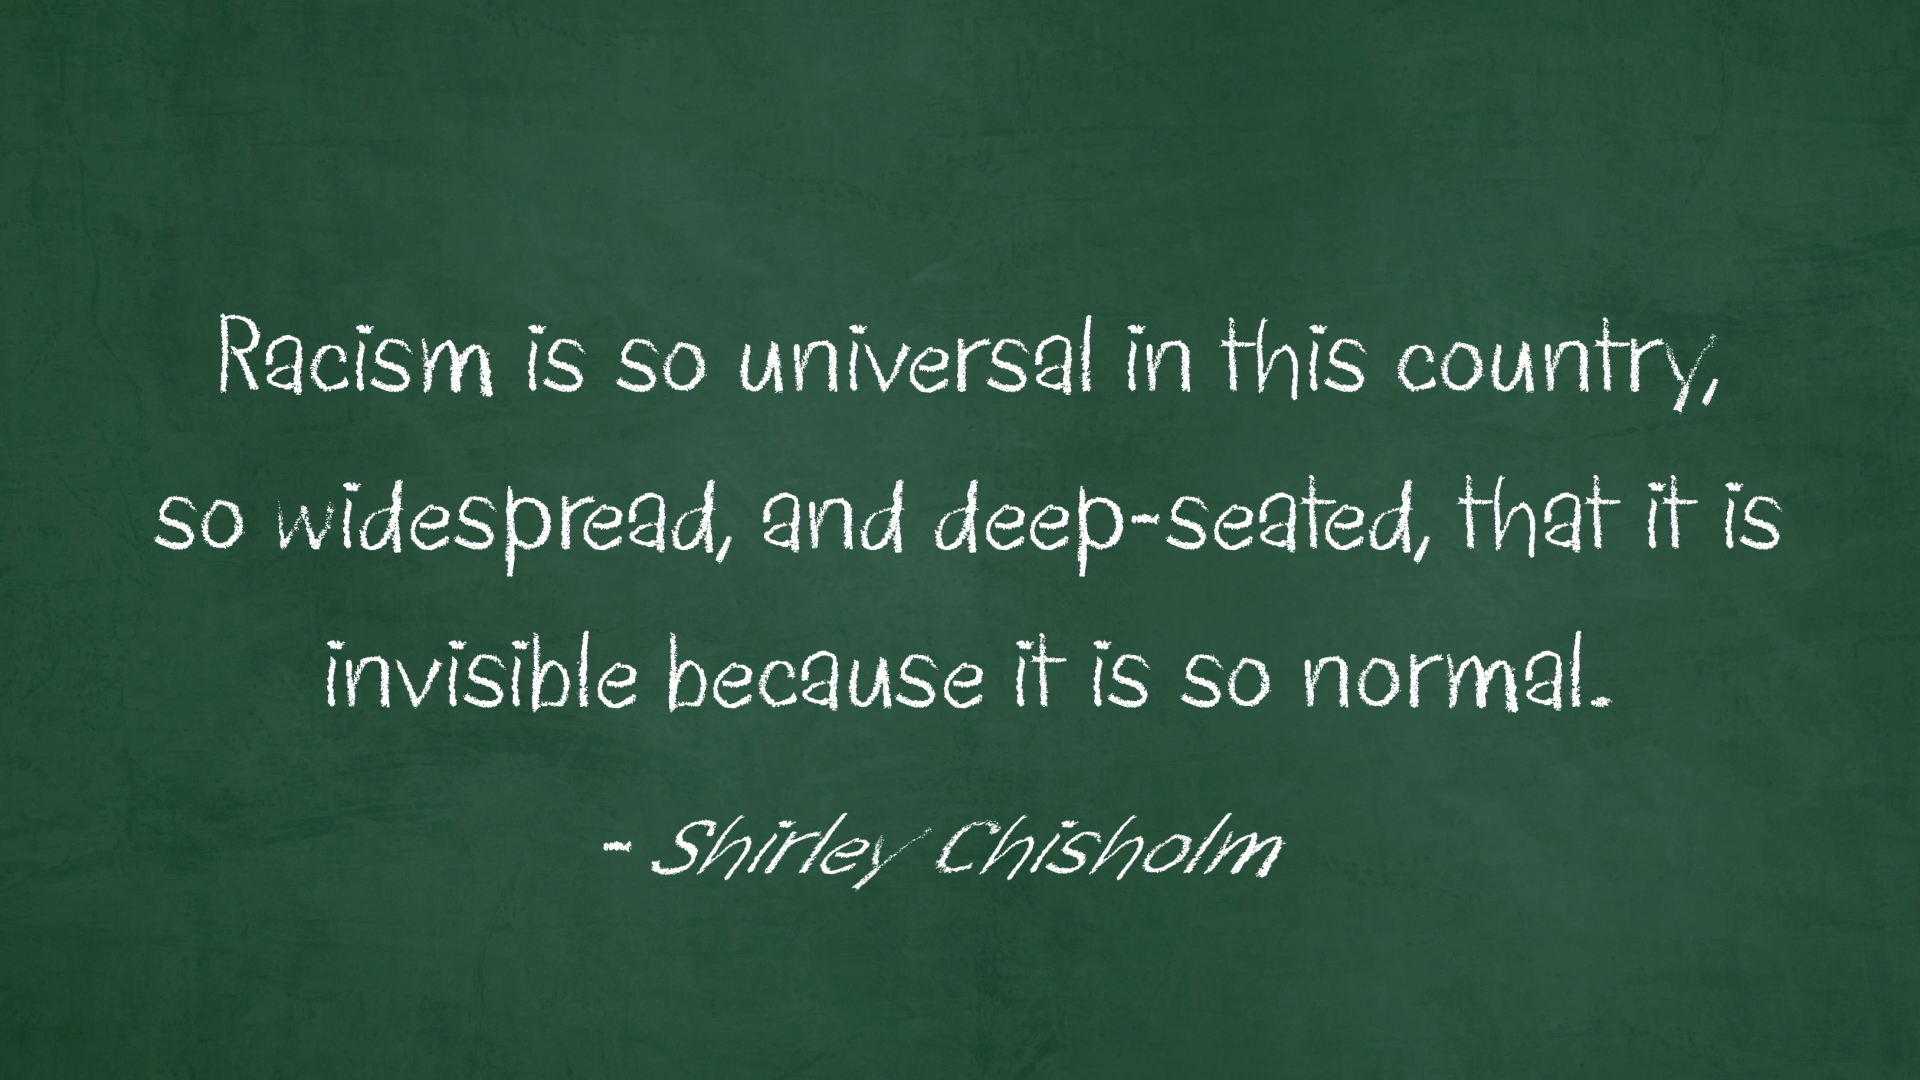 Racism is so universal in this country,
so widespread, and deep-seated, that it is
invisible because it is so normal.
- Shirley Chisholm